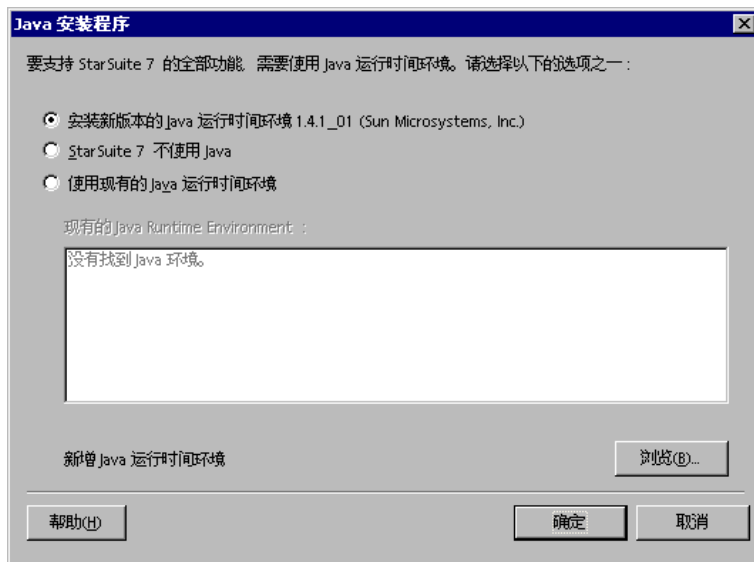 Java 安装程序
要支持 StarSuite 7 的全部功能, 需要使用 Java 运行时间环境。请选择以下的选项之一:
安装新版本的 Java 运行时间环境 1.4.1_01 (Sun Microsystems, Inc.)
StarSuite 7 不使用 Java
使用现有的 Java 运行时间环境
现有的 Java Runtime Environment :
没有找到 Java 环境。
新增 Java 运行时间环境
浏览(B)...
帮助(H)
确定
取消